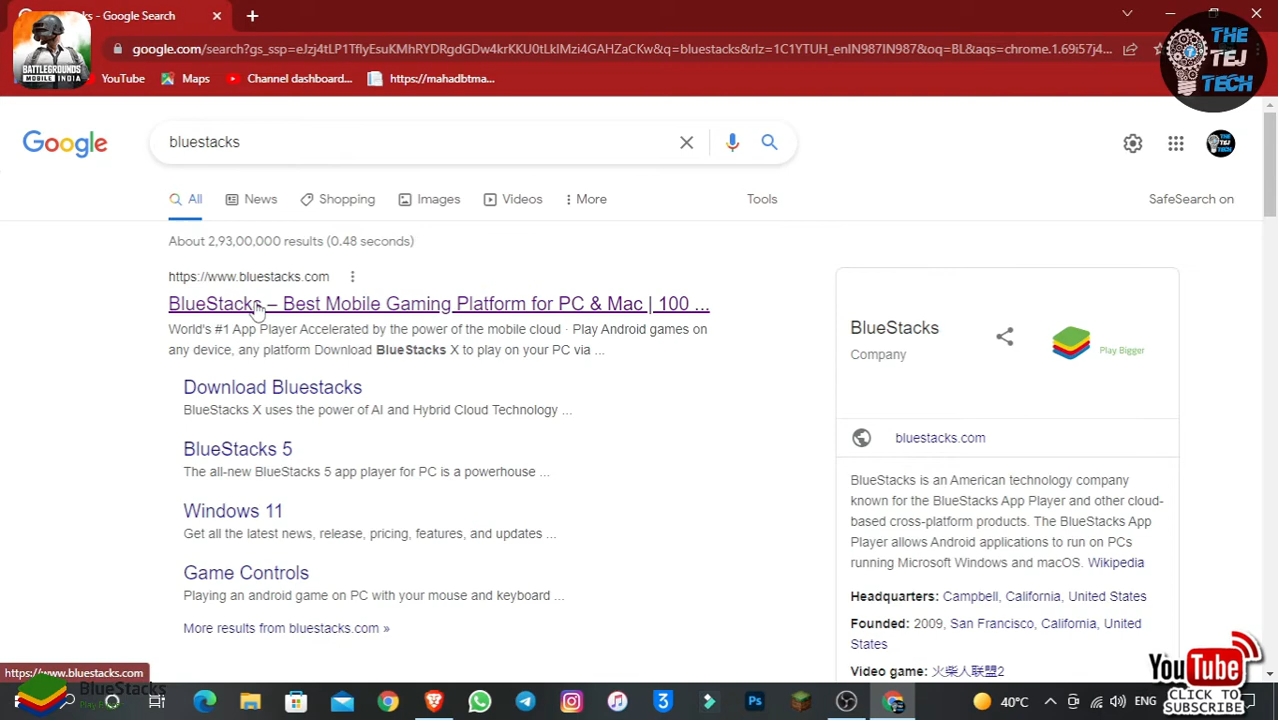 - Google Search
google.com/search?gs_ssp=eJzj4tLP1TflyEsuKMhRYDRgdGDw4krKKU0tLklMzi4GAHZaCKw&q=bluestacks&rlz=1C1YTUH_enIN987IN987&oq=BL&aqs=chrome.1.69i57j4...
BATTLEGROUNDS
MOBILE INDIA
YouTube
Maps
Channel dashboard...
https://mahadbtma...
THE
TEJ
TECH
Google
bluestacks
All
News
Shopping
Images
Videos
More
Tools
SafeSearch on
About 2,93,00,000 results (0.48 seconds)
https://www.bluestacks.com
BlueStacks – Best Mobile Gaming Platform for PC & Mac | 100 ...
World's #1 App Player Accelerated by the power of the mobile cloud · Play Android games on
any device, any platform Download BlueStacks X to play on your PC via ...
Download Bluestacks
BlueStacks X uses the power of AI and Hybrid Cloud Technology ...
BlueStacks 5
The all-new BlueStacks 5 app player for PC is a powerhouse ...
Windows 11
Get all the latest news, release, pricing, features, and updates ...
Game Controls
Playing an android game on PC with your mouse and keyboard ...
More results from bluestacks.com »
BlueStacks
Company
Play Bigger
bluestacks.com
BlueStacks is an American technology company
known for the BlueStacks App Player and other cloud-
based cross-platform products. The BlueStacks App
Player allows Android applications to run on PCs
running Microsoft Windows and macOS. Wikipedia
Headquarters: Campbell, California, United States
Founded: 2009, San Francisco, California, United
States
Video game: 火柴人联盟2
https://www.bluestacks.com
BlueStacks
Play Bigger
YouTube
CLICK TO
SUBSCRIBE
Ps
40°C
ENG